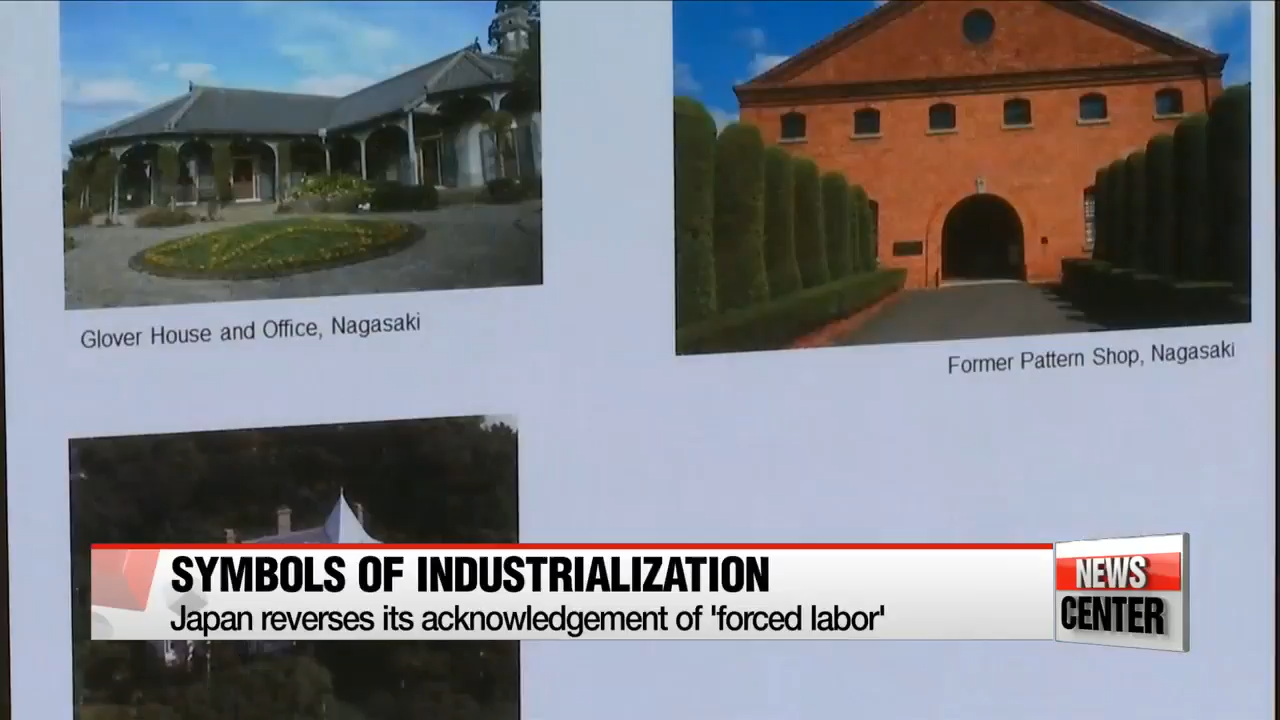 Glover House and Office, Nagasaki
Former Pattern Shop, Nagasaki
SYMBOLS OF INDUSTRIALIZATION
Japan reverses its acknowledgement of 'forced labor'
NEWS
CENTER